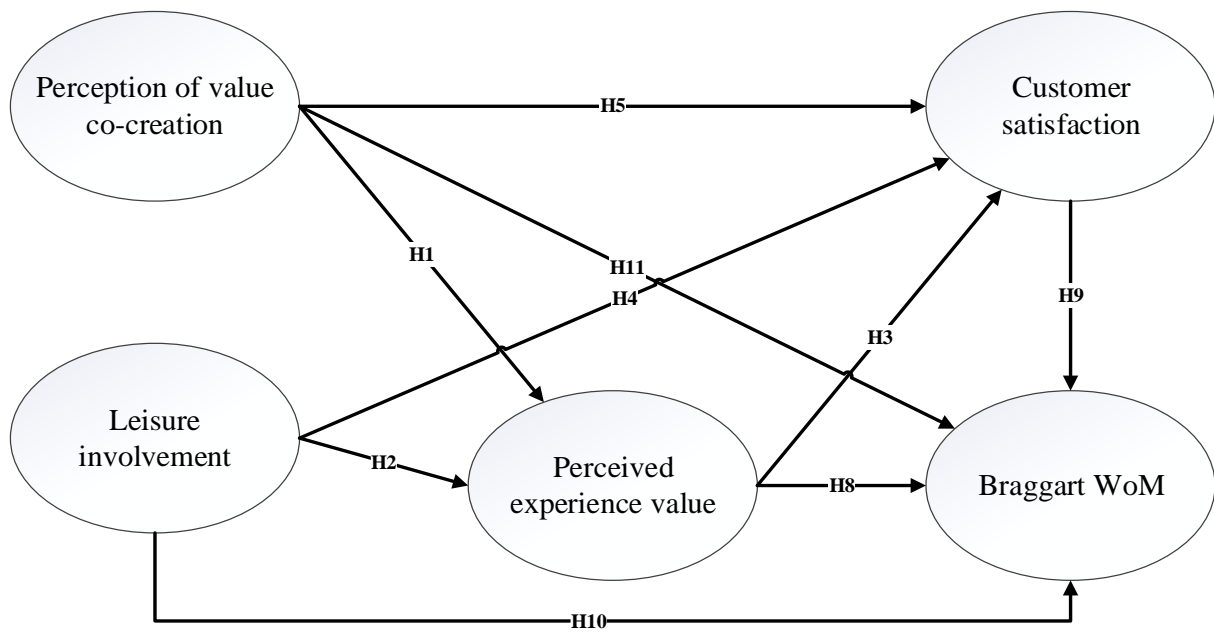 Perception of value
co-creation
Customer
satisfaction
H5
H1
H11
H4
H9
H3
Leisure
involvement
H2
Perceived
experience value
H8
Braggart WoM
H10